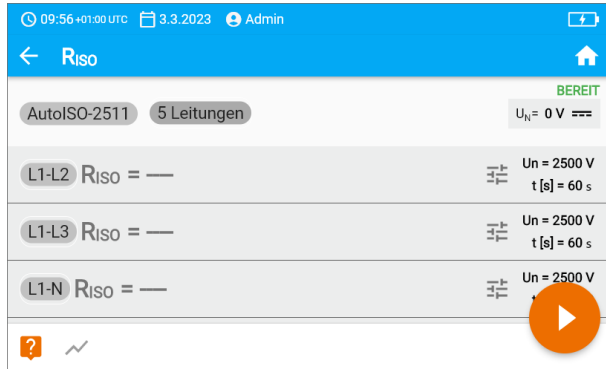 09:56 +01:00 UTC 3.3.2023 Admin
RISO
BEREIT
AutoISO-2511 5 Leitungen UN= 0 V
L1-L2 RISO = --- Un = 2500 V
t [s] = 60 s
L1-L3 RISO = --- Un = 2500 V
t [s] = 60 s
L1-N RISO = --- Un = 2500 V
?